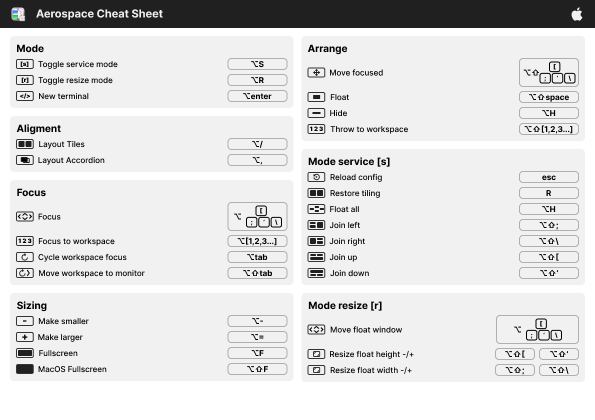 Aerospace Cheat Sheet
Mode
[s] Toggle service mode ⌥S
[r] Toggle resize mode ⌥R
</> New terminal ⌥enter
Aligment
Layout Tiles ⌥/
Layout Accordion ⌥,
Focus
Focus ⌥ [ ; ' \
123 Focus to workspace ⌥[1,2,3...]
Cycle workspace focus ⌥tab
Move workspace to monitor ⌥⇧tab
Sizing
- Make smaller ⌥-
+ Make larger ⌥=
Fullscreen ⌥F
MacOS Fullscreen ⌥⇧F
Arrange
Move focused ⌥⇧ [ ; ' \
Float ⌥⇧space
Hide ⌥H
123 Throw to workspace ⌥⇧[1,2,3...]
Mode service [s]
Reload config esc
Restore tiling R
Float all ⌥H
Join left ⌥⇧;
Join right ⌥⇧\
Join up ⌥⇧[
Join down ⌥⇧'
Mode resize [r]
Move float window ⌥ [ ; ' \
Resize float height -/+ ⌥⇧[ ⌥⇧'
Resize float width -/+ ⌥⇧; ⌥⇧\